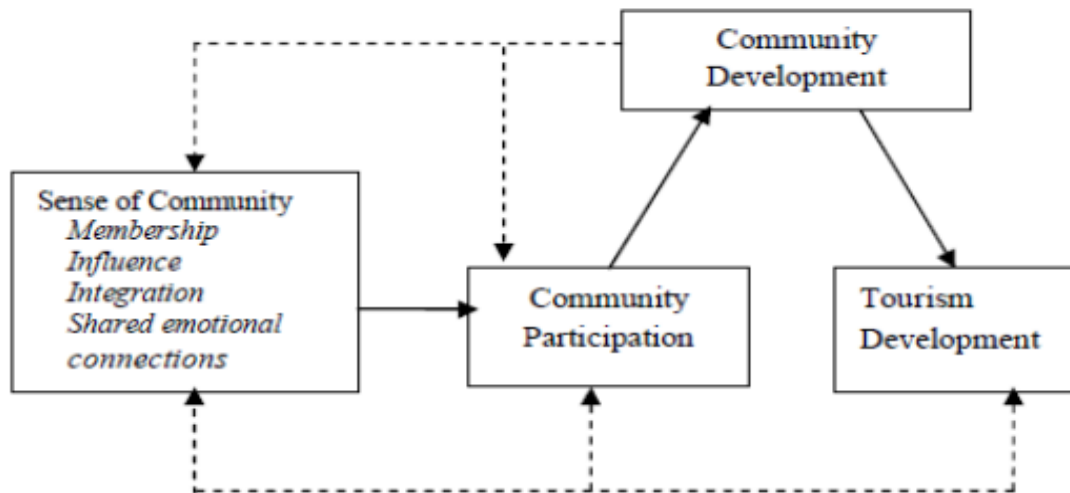 Community
Development
Sense of Community
Membership
Influence
Integration
Shared emotional
connections
Community
Participation
Tourism
Development